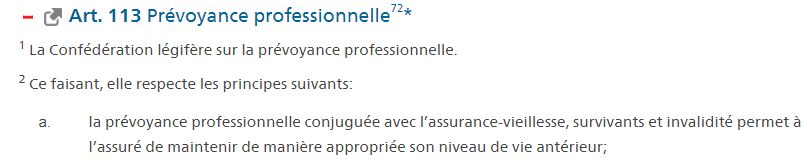 Art. 113 Prévoyance professionnelle72*
1 La Confédération légifère sur la prévoyance professionnelle.
2 Ce faisant, elle respecte les principes suivants:
a. la prévoyance professionnelle conjuguée avec l’assurance-vieillesse, survivants et invalidité permet à
l’assuré de maintenir de manière appropriée son niveau de vie antérieur;